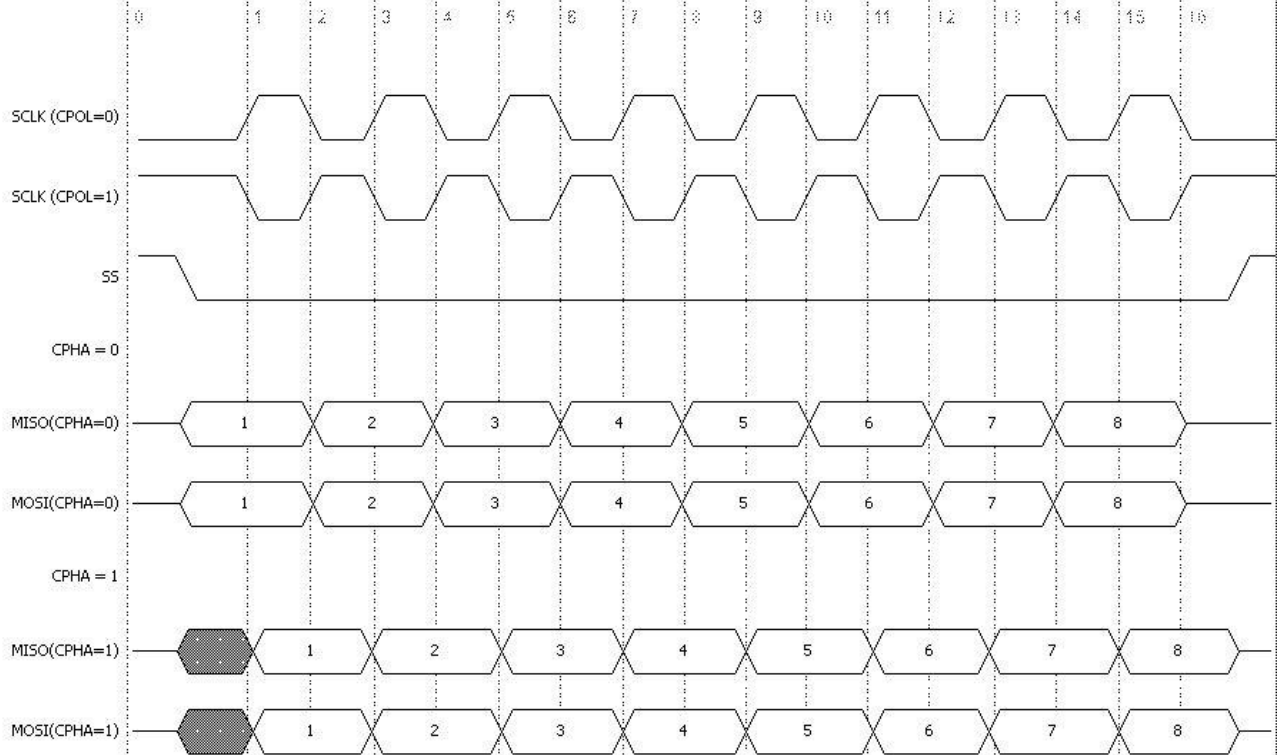 0 1 2 3 4 5 6 7 8 9 10 11 12 13 14 15 16
SCLK (CPOL=0)
SCLK (CPOL=1)
SS
CPHA = 0
MISO(CPHA=0) 1 2 3 4 5 6 7 8
MOSI(CPHA=0) 1 2 3 4 5 6 7 8
CPHA = 1
MISO(CPHA=1) 1 2 3 4 5 6 7 8
MOSI(CPHA=1) 1 2 3 4 5 6 7 8